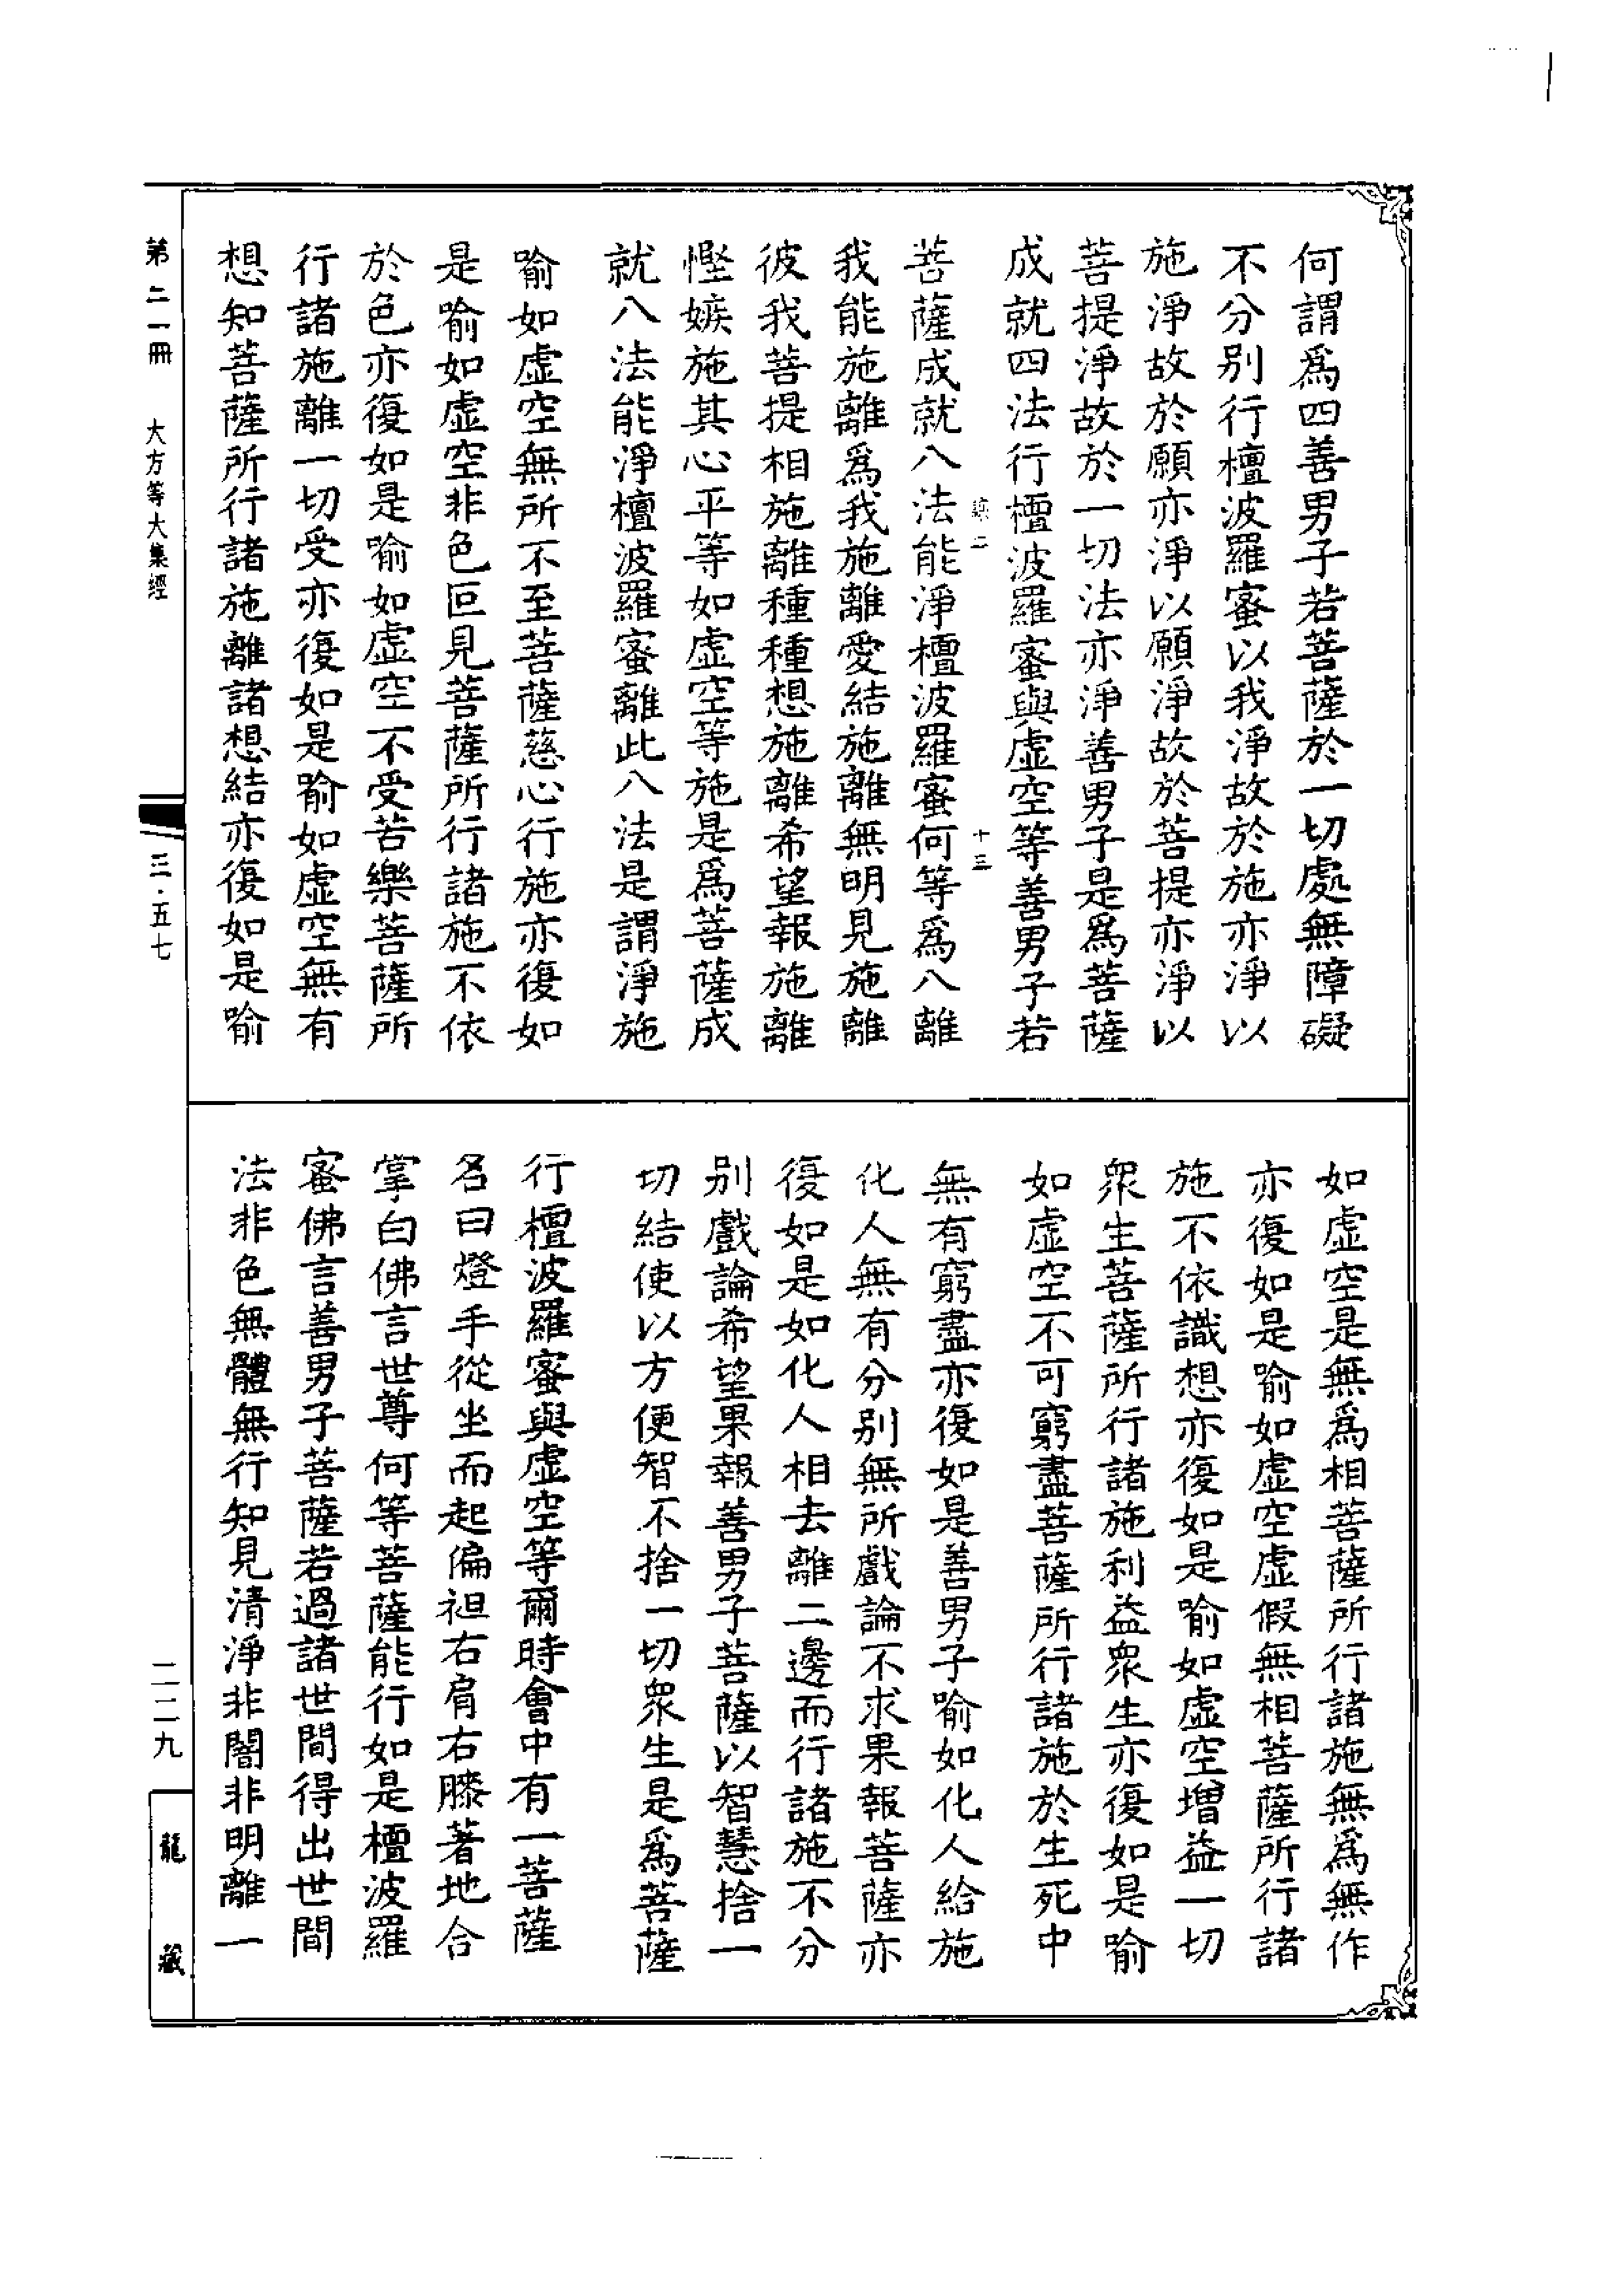 何謂爲四善男子若菩薩於一切處無障礙
不分别行檀波羅蜜以我淨故於施亦淨以
施淨故於願亦淨以願淨故於菩提亦淨以
菩提淨故於一切法亦淨善男子是爲菩薩
成就四法行檀波羅蜜與虚空等善男子若
十三
菩薩成就八法能淨檀波羅蜜何等爲八離
我能施離爲我施離愛結施離無明見施離
彼我菩提相施離種種想施離希望報施離
慳嫉施其心平等如虚空等施是爲菩薩成
就八法能淨檀波羅蜜離此八法是謂淨施
喻如虚空無所不至菩薩慈心行施亦復如
是喻如虚空非色叵見菩薩所行諸施不依
於色亦復如是喻如虚空不受苦樂菩薩所
行諸施離一切受亦復如是喻如虚空無有
想知菩薩所行諸施離諸想結亦復如是喻
如虚空是無爲相菩薩所行諸施無爲無作
亦復如是喻如虚空虚假無相菩薩所行諸
施不依識想亦復如是喻如虚空增益一切
衆生菩薩所行諸施利益衆生亦復如是喻
如虚空不可窮盡菩薩所行諸施於生死中
無有窮盡亦復如是善男子喻如化人給施
化人無有分别無所戲論不求果報菩薩亦
復如是如化人相去離二邊而行諸施不分
别戲論希望果報善男子菩薩以智慧捨一
切結使以方便智不捨一切衆生是爲菩薩
行檀波羅蜜與虚空等爾時會中有一菩薩
名曰燈手從坐而起偏袒右肩右膝著地合
掌白佛言世尊何等菩薩能行如是檀波羅
蜜佛言善男子菩薩若過諸世間得出世間
法非色無體無行知見清淨非闇非明離一
第二一冊 大方等大集經
三·五七
二二九
龍藏